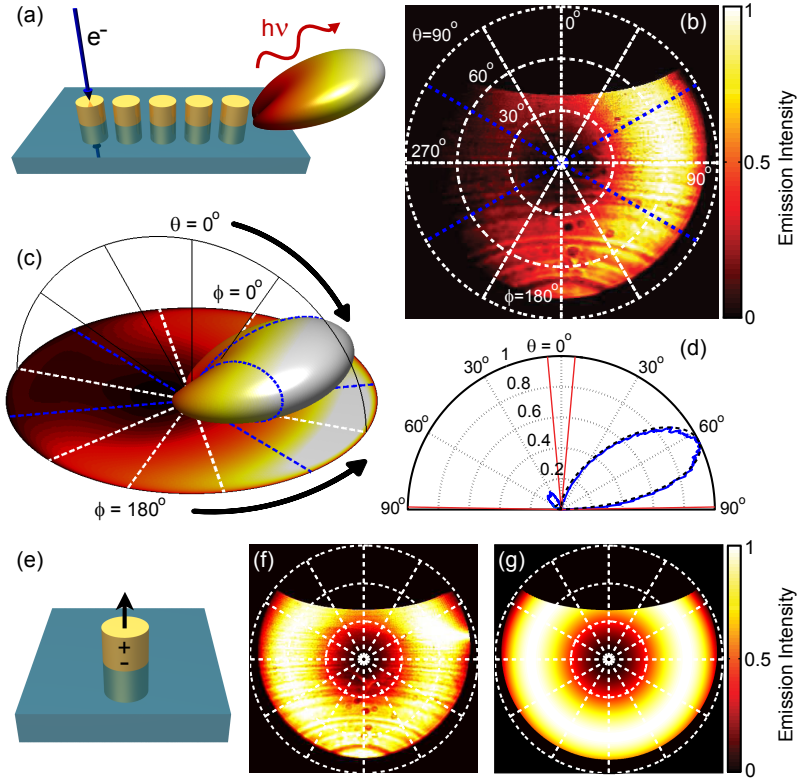 (a)
e⁻
hν
(b)
θ=90°
0°
60°
30°
270°
90°
ϕ=180°
1
0.5
0
Emission Intensity
(c)
θ = 0°
ϕ = 0°
ϕ = 180°
(d)
θ = 0°
1
30°
30°
0.8
0.6
60°
60°
0.4
0.2
90°
90°
(e)
+
-
(f)
(g)
1
0.5
0
Emission Intensity